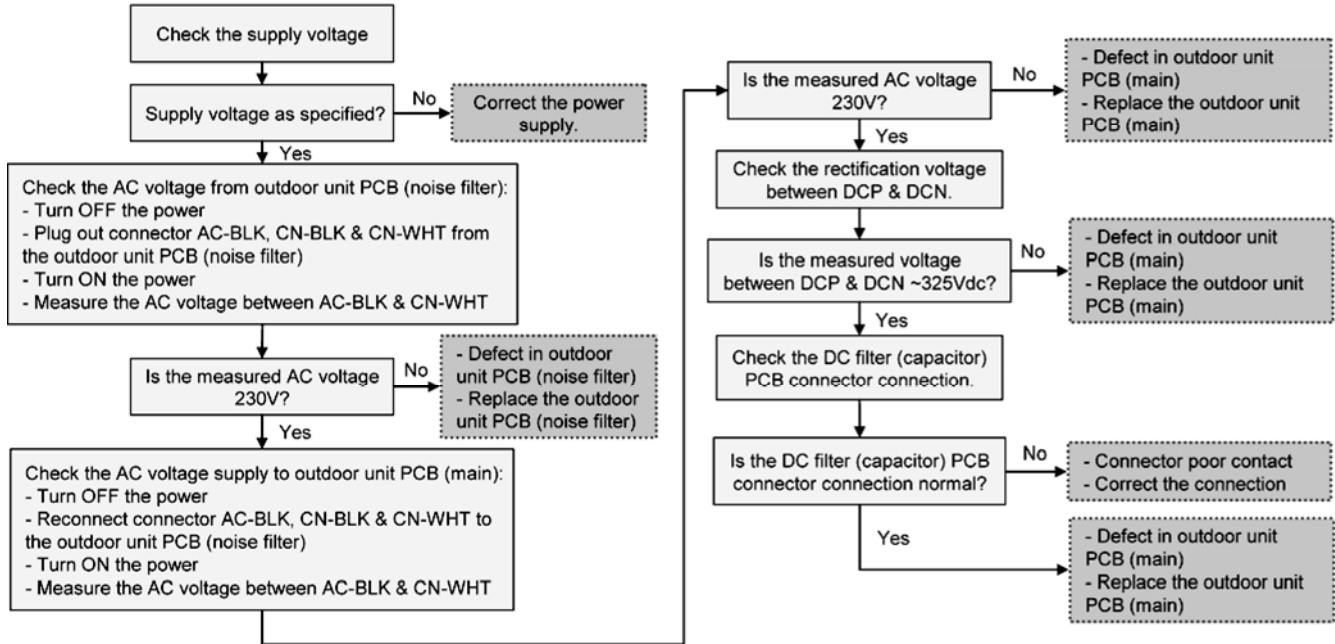 Check the supply voltage
Supply voltage as specified?
No
Correct the power
supply.
Yes
Check the AC voltage from outdoor unit PCB (noise filter):
- Turn OFF the power
- Plug out connector AC-BLK, CN-BLK & CN-WHT from
the outdoor unit PCB (noise filter)
- Turn ON the power
- Measure the AC voltage between AC-BLK & CN-WHT
Is the measured AC voltage
230V?
No
- Defect in outdoor
unit PCB (noise filter)
- Replace the outdoor
unit PCB (noise filter)
Yes
Check the AC voltage supply to outdoor unit PCB (main):
- Turn OFF the power
- Reconnect connector AC-BLK, CN-BLK & CN-WHT to
the outdoor unit PCB (noise filter)
- Turn ON the power
- Measure the AC voltage between AC-BLK & CN-WHT
Is the measured AC voltage
230V?
No
- Defect in outdoor unit
PCB (main)
- Replace the outdoor unit
PCB (main)
Yes
Check the rectification voltage
between DCP & DCN.
Is the measured voltage
between DCP & DCN ~325Vdc?
No
- Defect in outdoor unit
PCB (main)
- Replace the outdoor unit
PCB (main)
Yes
Check the DC filter (capacitor)
PCB connector connection.
Is the DC filter (capacitor) PCB
connector connection normal?
No
- Connector poor contact
- Correct the connection
Yes
- Defect in outdoor unit
PCB (main)
- Replace the outdoor unit
PCB (main)